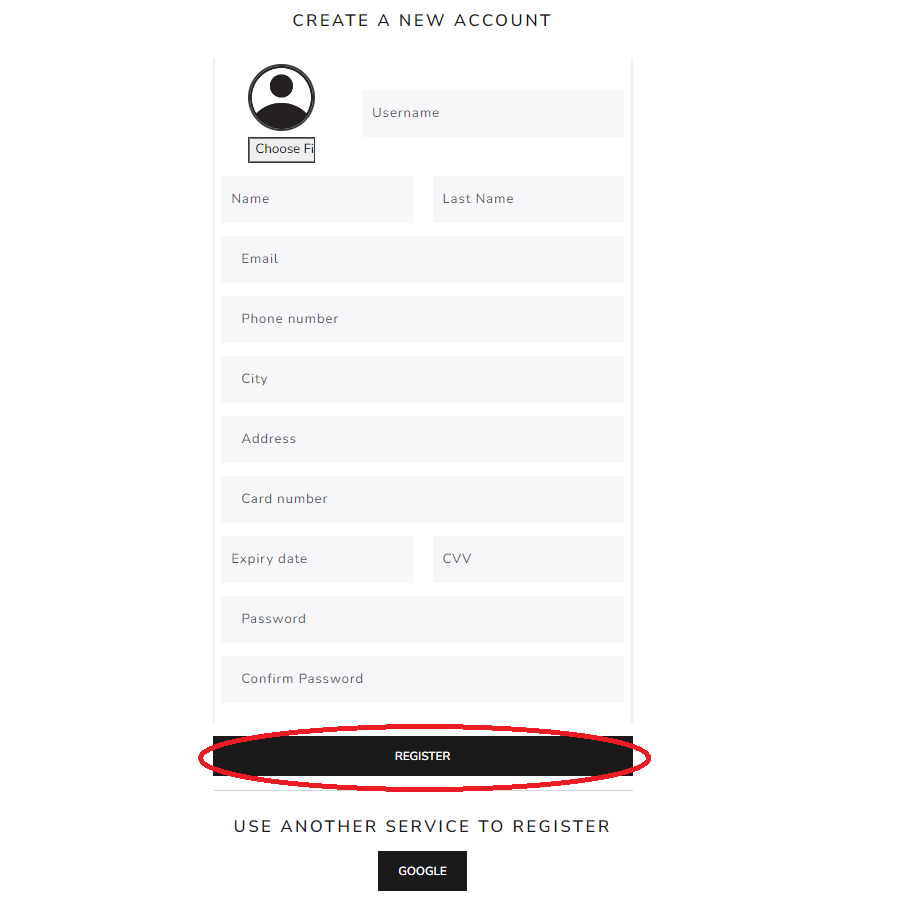 CREATE A NEW ACCOUNT
Username
Choose Fi
Name Last Name
Email
Phone number
City
Address
Card number
Expiry date CVV
Password
Confirm Password
REGISTER
USE ANOTHER SERVICE TO REGISTER
GOOGLE